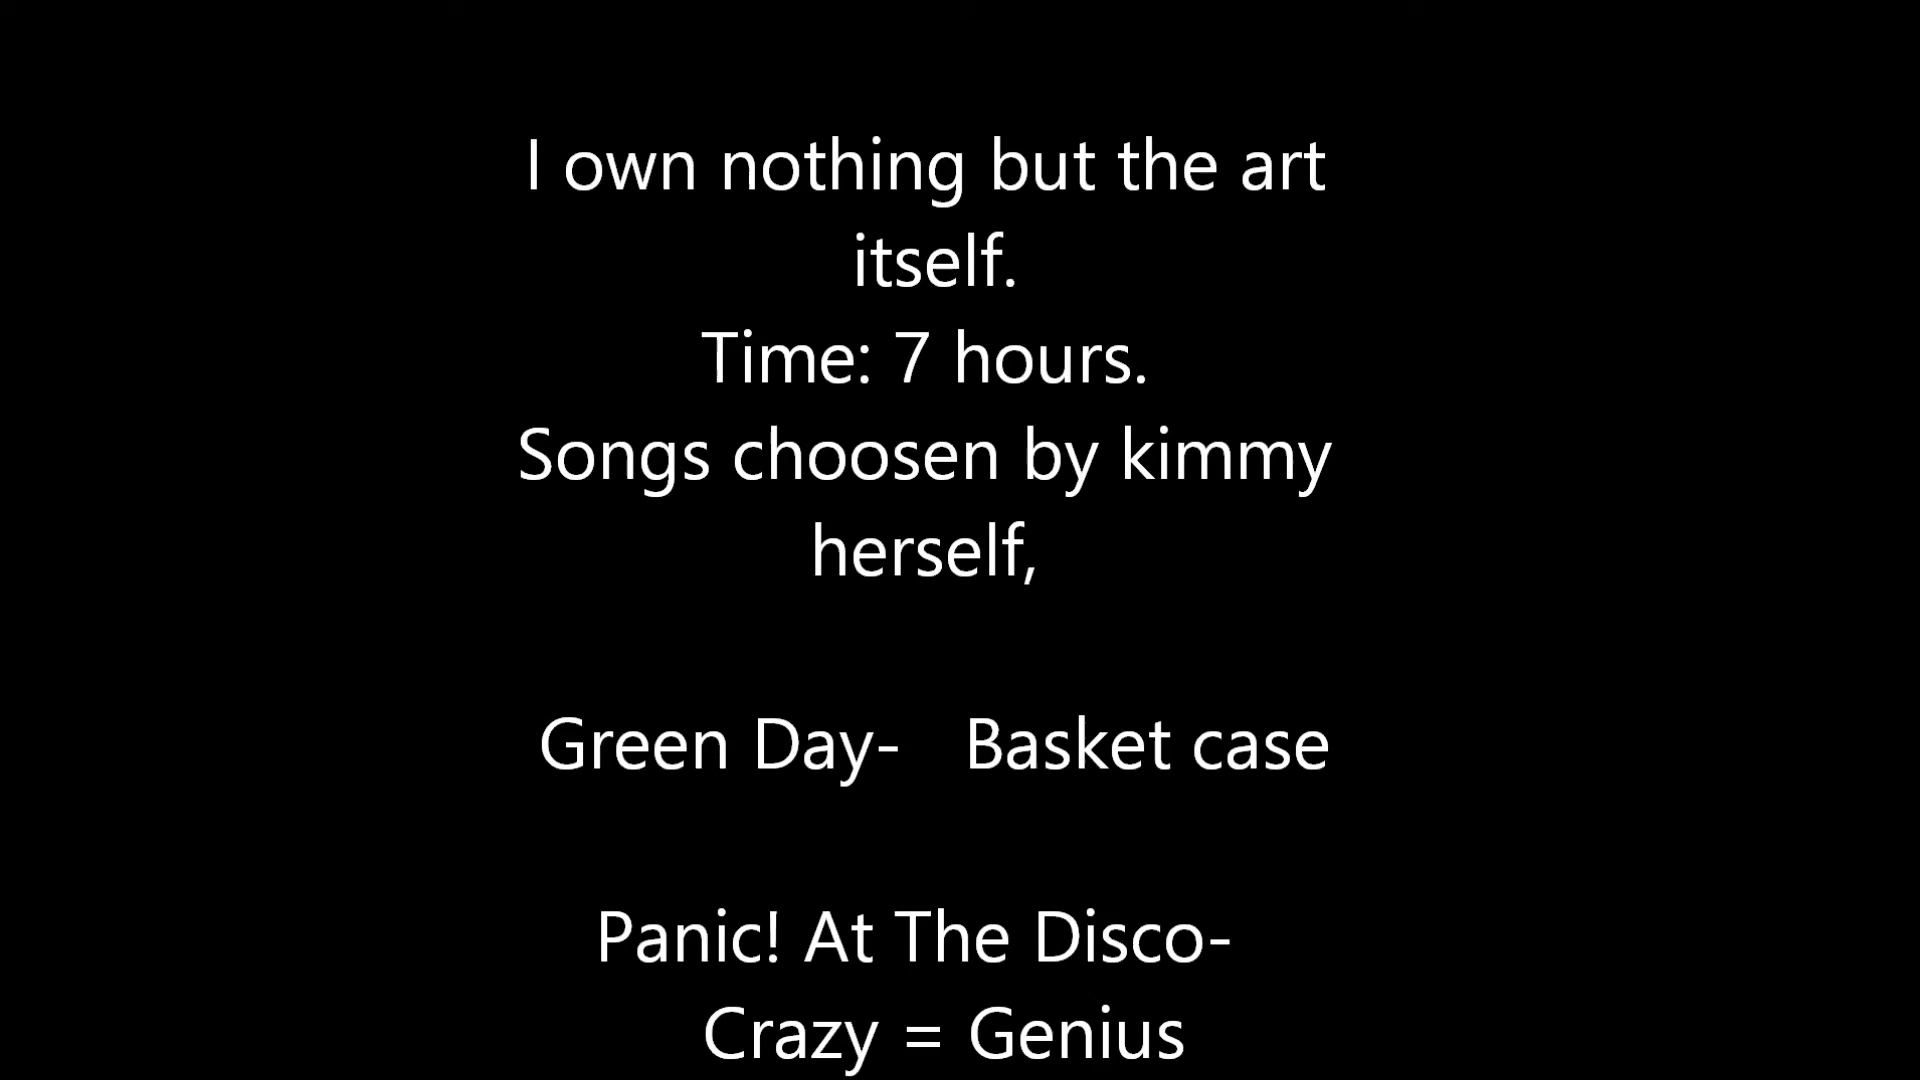 I own nothing but the art
itself.
Time: 7 hours.
Songs choosen by kimmy
herself,
Green Day- Basket case
Panic! At The Disco-
Crazy = Genius